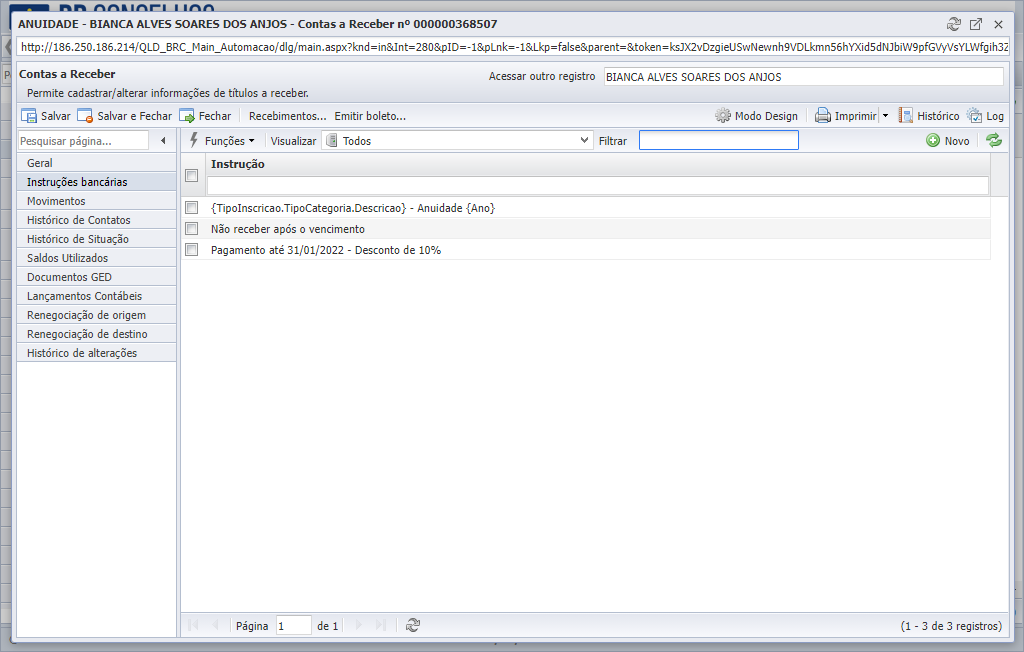 ANUIDADE - BIANCA ALVES SOARES DOS ANJOS - Contas a Receber nº 000000368507
http://186.250.186.214/QLD_BRC_Main_Automacao/dlg/main.aspx?knd=in&Int=280&pID=-1&pLnk=-1&Lkp=false&parent=&token=ksJX2vDzgieUSwNewnh9VDLkmn56hYXid5dNJbiW9pfGVyVsYLWfgih3Z
Contas a Receber
Acessar outro registro BIANCA ALVES SOARES DOS ANJOS
Permite cadastrar/alterar informações de títulos a receber.
Salvar Salvar e Fechar Fechar Recebimentos... Emitir boleto... Modo Design Imprimir Histórico Log
Pesquisar página... Funções Visualizar Todos Filtrar Novo
Geral
Instruções bancárias
Movimentos
Histórico de Contatos
Histórico de Situação
Saldos Utilizados
Documentos GED
Lançamentos Contábeis
Renegociação de origem
Renegociação de destino
Histórico de alterações
Instrução
{TipoInscricao.TipoCategoria.Descricao} - Anuidade {Ano}
Não receber após o vencimento
Pagamento até 31/01/2022 - Desconto de 10%
Página 1 de 1 (1 - 3 de 3 registros)